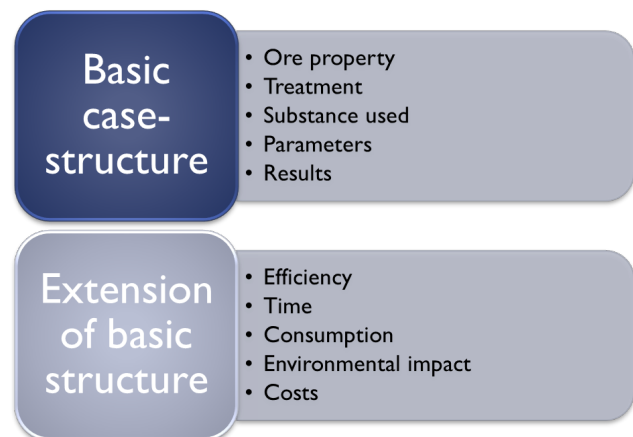 Basic
case-
structure
• Ore property
• Treatment
• Substance used
• Parameters
• Results
Extension
of basic
structure
• Efficiency
• Time
• Consumption
• Environmental impact
• Costs